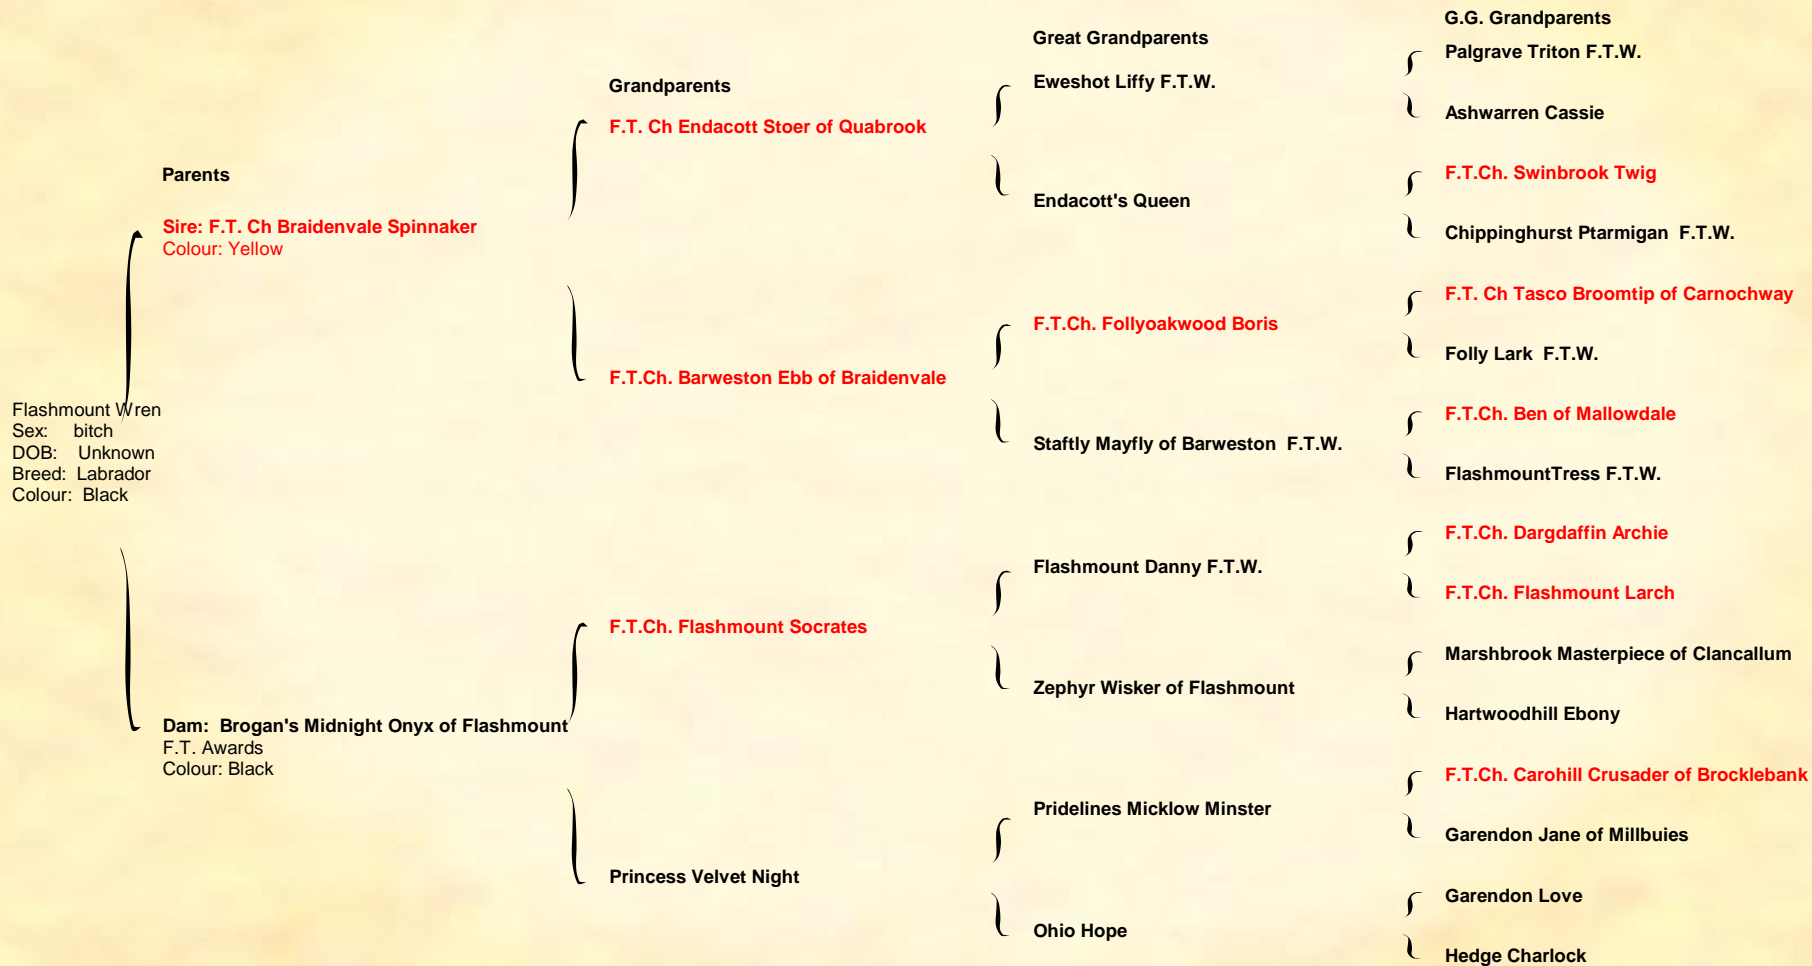 G.G. Grandparents
Great Grandparents
Palgrave Triton F.T.W.
Grandparents
Eweshot Liffy F.T.W.
Ashwarren Cassie
F.T. Ch Endacott Stoer of Quabrook
Parents
F.T.Ch. Swinbrook Twig
Endacott's Queen
Sire: F.T. Ch Braidenvale Spinnaker
Colour: Yellow
Chippinghurst Ptarmigan F.T.W.
F.T. Ch Tasco Broomtip of Carnochway
F.T.Ch. Follyoakwood Boris
Folly Lark F.T.W.
F.T.Ch. Barweston Ebb of Braidenvale
Flashmount Wren
Sex: bitch
DOB: Unknown
Breed: Labrador
Colour: Black
F.T.Ch. Ben of Mallowdale
Staftly Mayfly of Barweston F.T.W.
FlashmountTress F.T.W.
F.T.Ch. Dargdaffin Archie
Flashmount Danny F.T.W.
F.T.Ch. Flashmount Larch
F.T.Ch. Flashmount Socrates
Marshbrook Masterpiece of Clancallum
Zephyr Wisker of Flashmount
Hartwoodhill Ebony
Dam: Brogan's Midnight Onyx of Flashmount
F.T. Awards
Colour: Black
F.T.Ch. Carohill Crusader of Brocklebank
Pridelines Micklow Minster
Garendon Jane of Millbuies
Princess Velvet Night
Garendon Love
Ohio Hope
Hedge Charlock